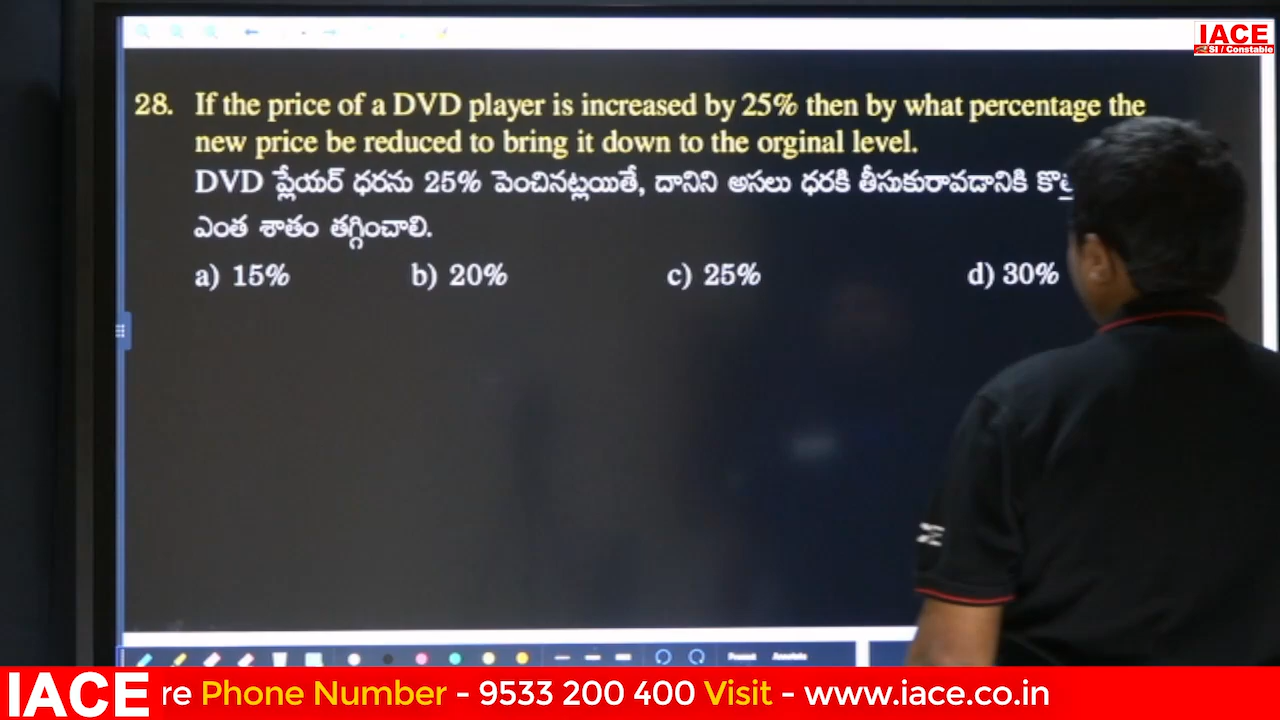 IACE
SI / Constable
28. If the price of a DVD player is increased by 25% then by what percentage the
new price be reduced to bring it down to the orginal level.
DVD ప్లేయర్ ధరను 25% పెంచినట్లయితే, దానిని అసలు ధరకి తీసుకురావడానికి
ఎంత శాతం తగ్గించాలి.
a) 15% b) 20% c) 25% d) 30%
IACE re Phone Number - 9533 200 400 Visit - www.iace.co.in